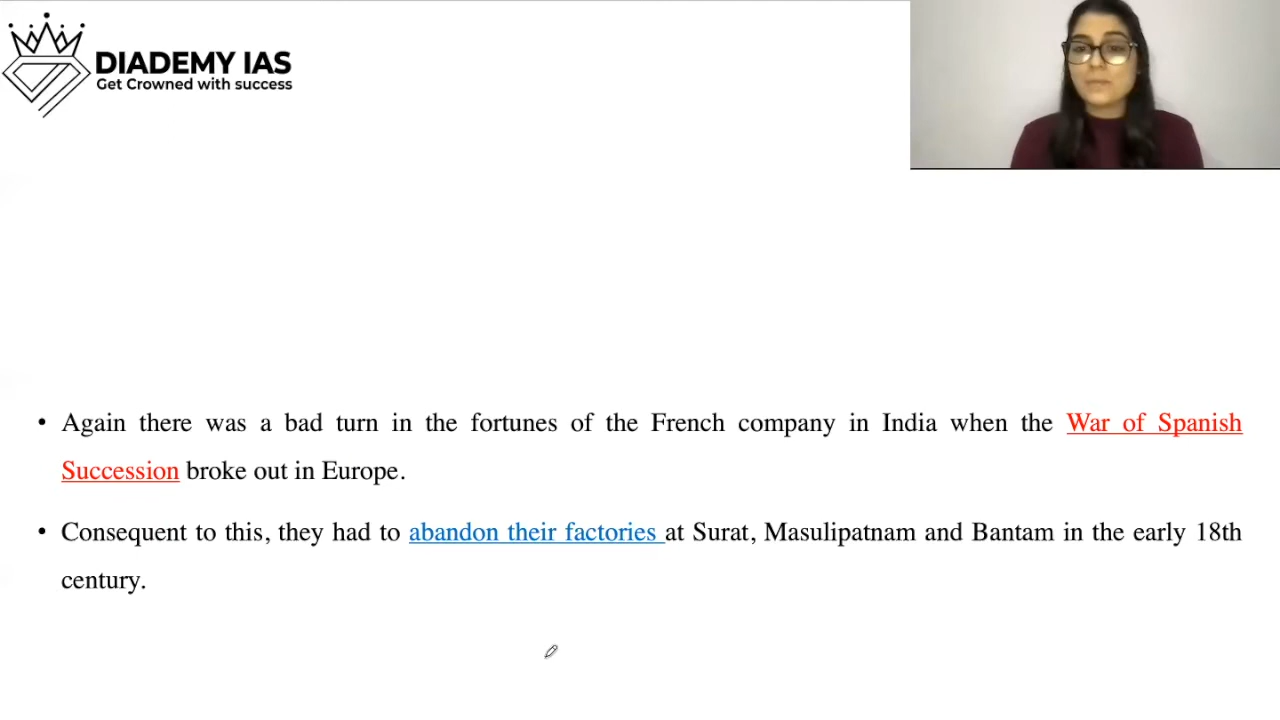 DIADEMY IAS
Get Crowned with success
• Again there was a bad turn in the fortunes of the French company in India when the War of Spanish
Succession broke out in Europe.
• Consequent to this, they had to abandon their factories at Surat, Masulipatnam and Bantam in the early 18th
century.